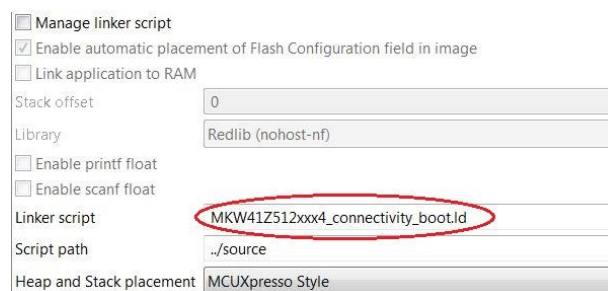 Manage linker script
Enable automatic placement of Flash Configuration field in image
Link application to RAM
Stack offset 0
Library Redlib (nohost-nf)
Enable printf float
Enable scanf float
Linker script MKW41Z512xxx4_connectivity_boot.ld
Script path ../source
Heap and Stack placement MCUXpresso Style